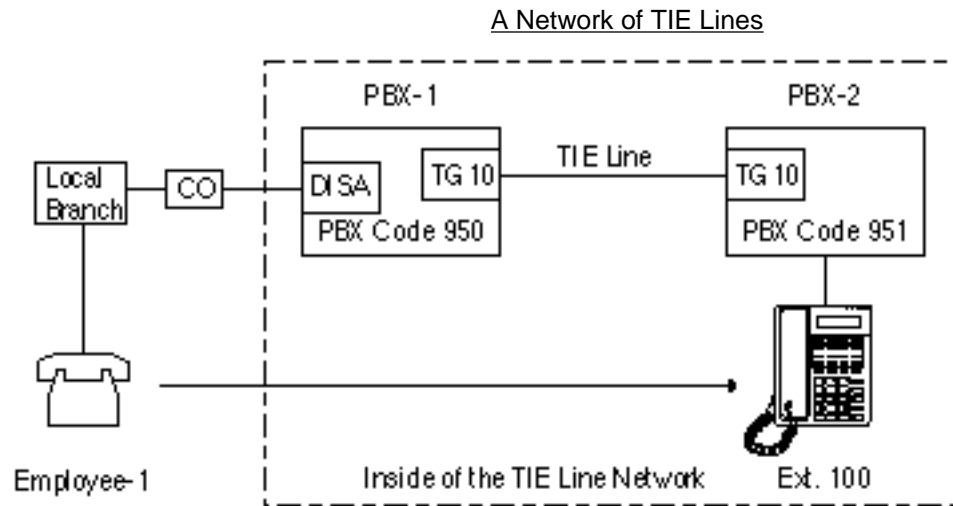 A Network of TIE Lines
PBX-1
PBX-2
Local
Branch
CO
DISA
TG 10
TIE Line
TG 10
PBX Code 950
PBX Code 951
Employee-1
Inside of the TIE Line Network
Ext. 100